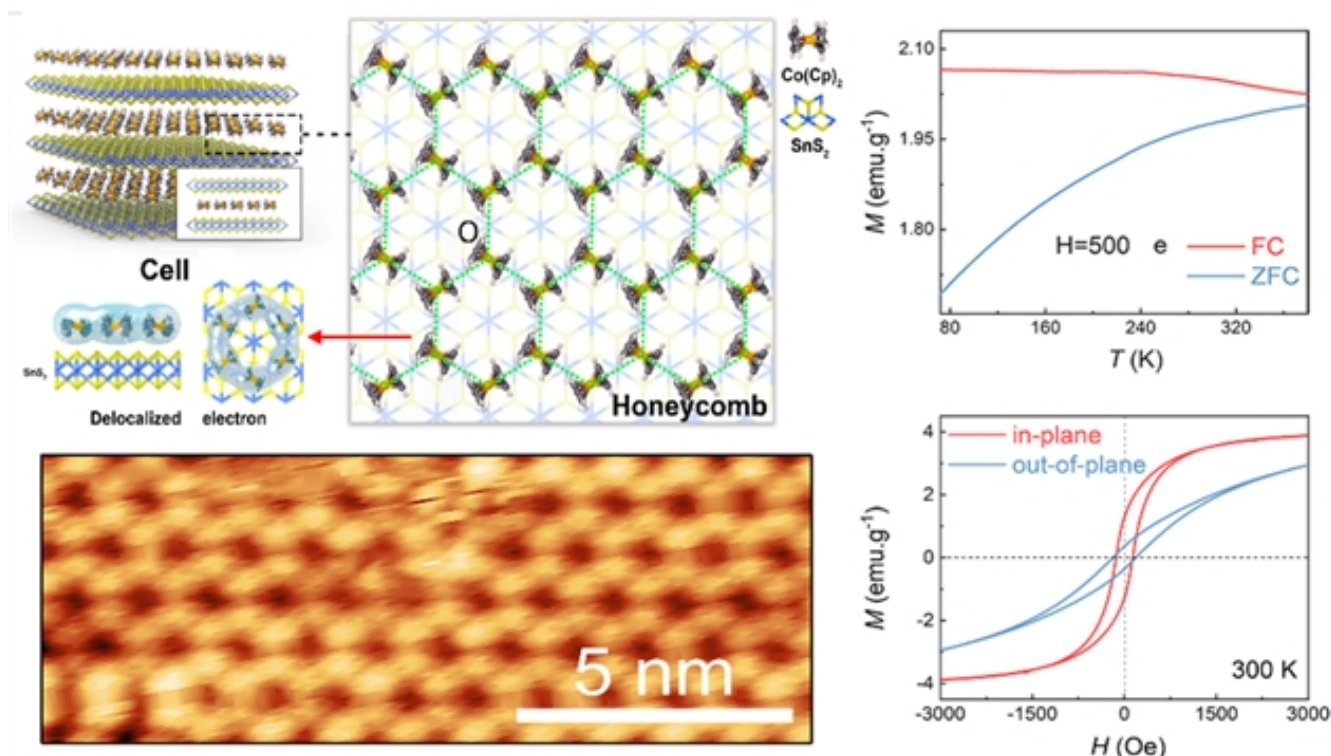 Co(Cp)₂
SnS₂
O
Cell
Honeycomb
SnS₂
Delocalized electron
5 nm
2.10
1.95
1.80
M (emu.g⁻¹)
H=500 e
FC
ZFC
80 160 240 320
T (K)
4
2
0
-2
-4
M (emu.g⁻¹)
in-plane
out-of-plane
300 K
-3000 -1500 0 1500 3000
H (Oe)